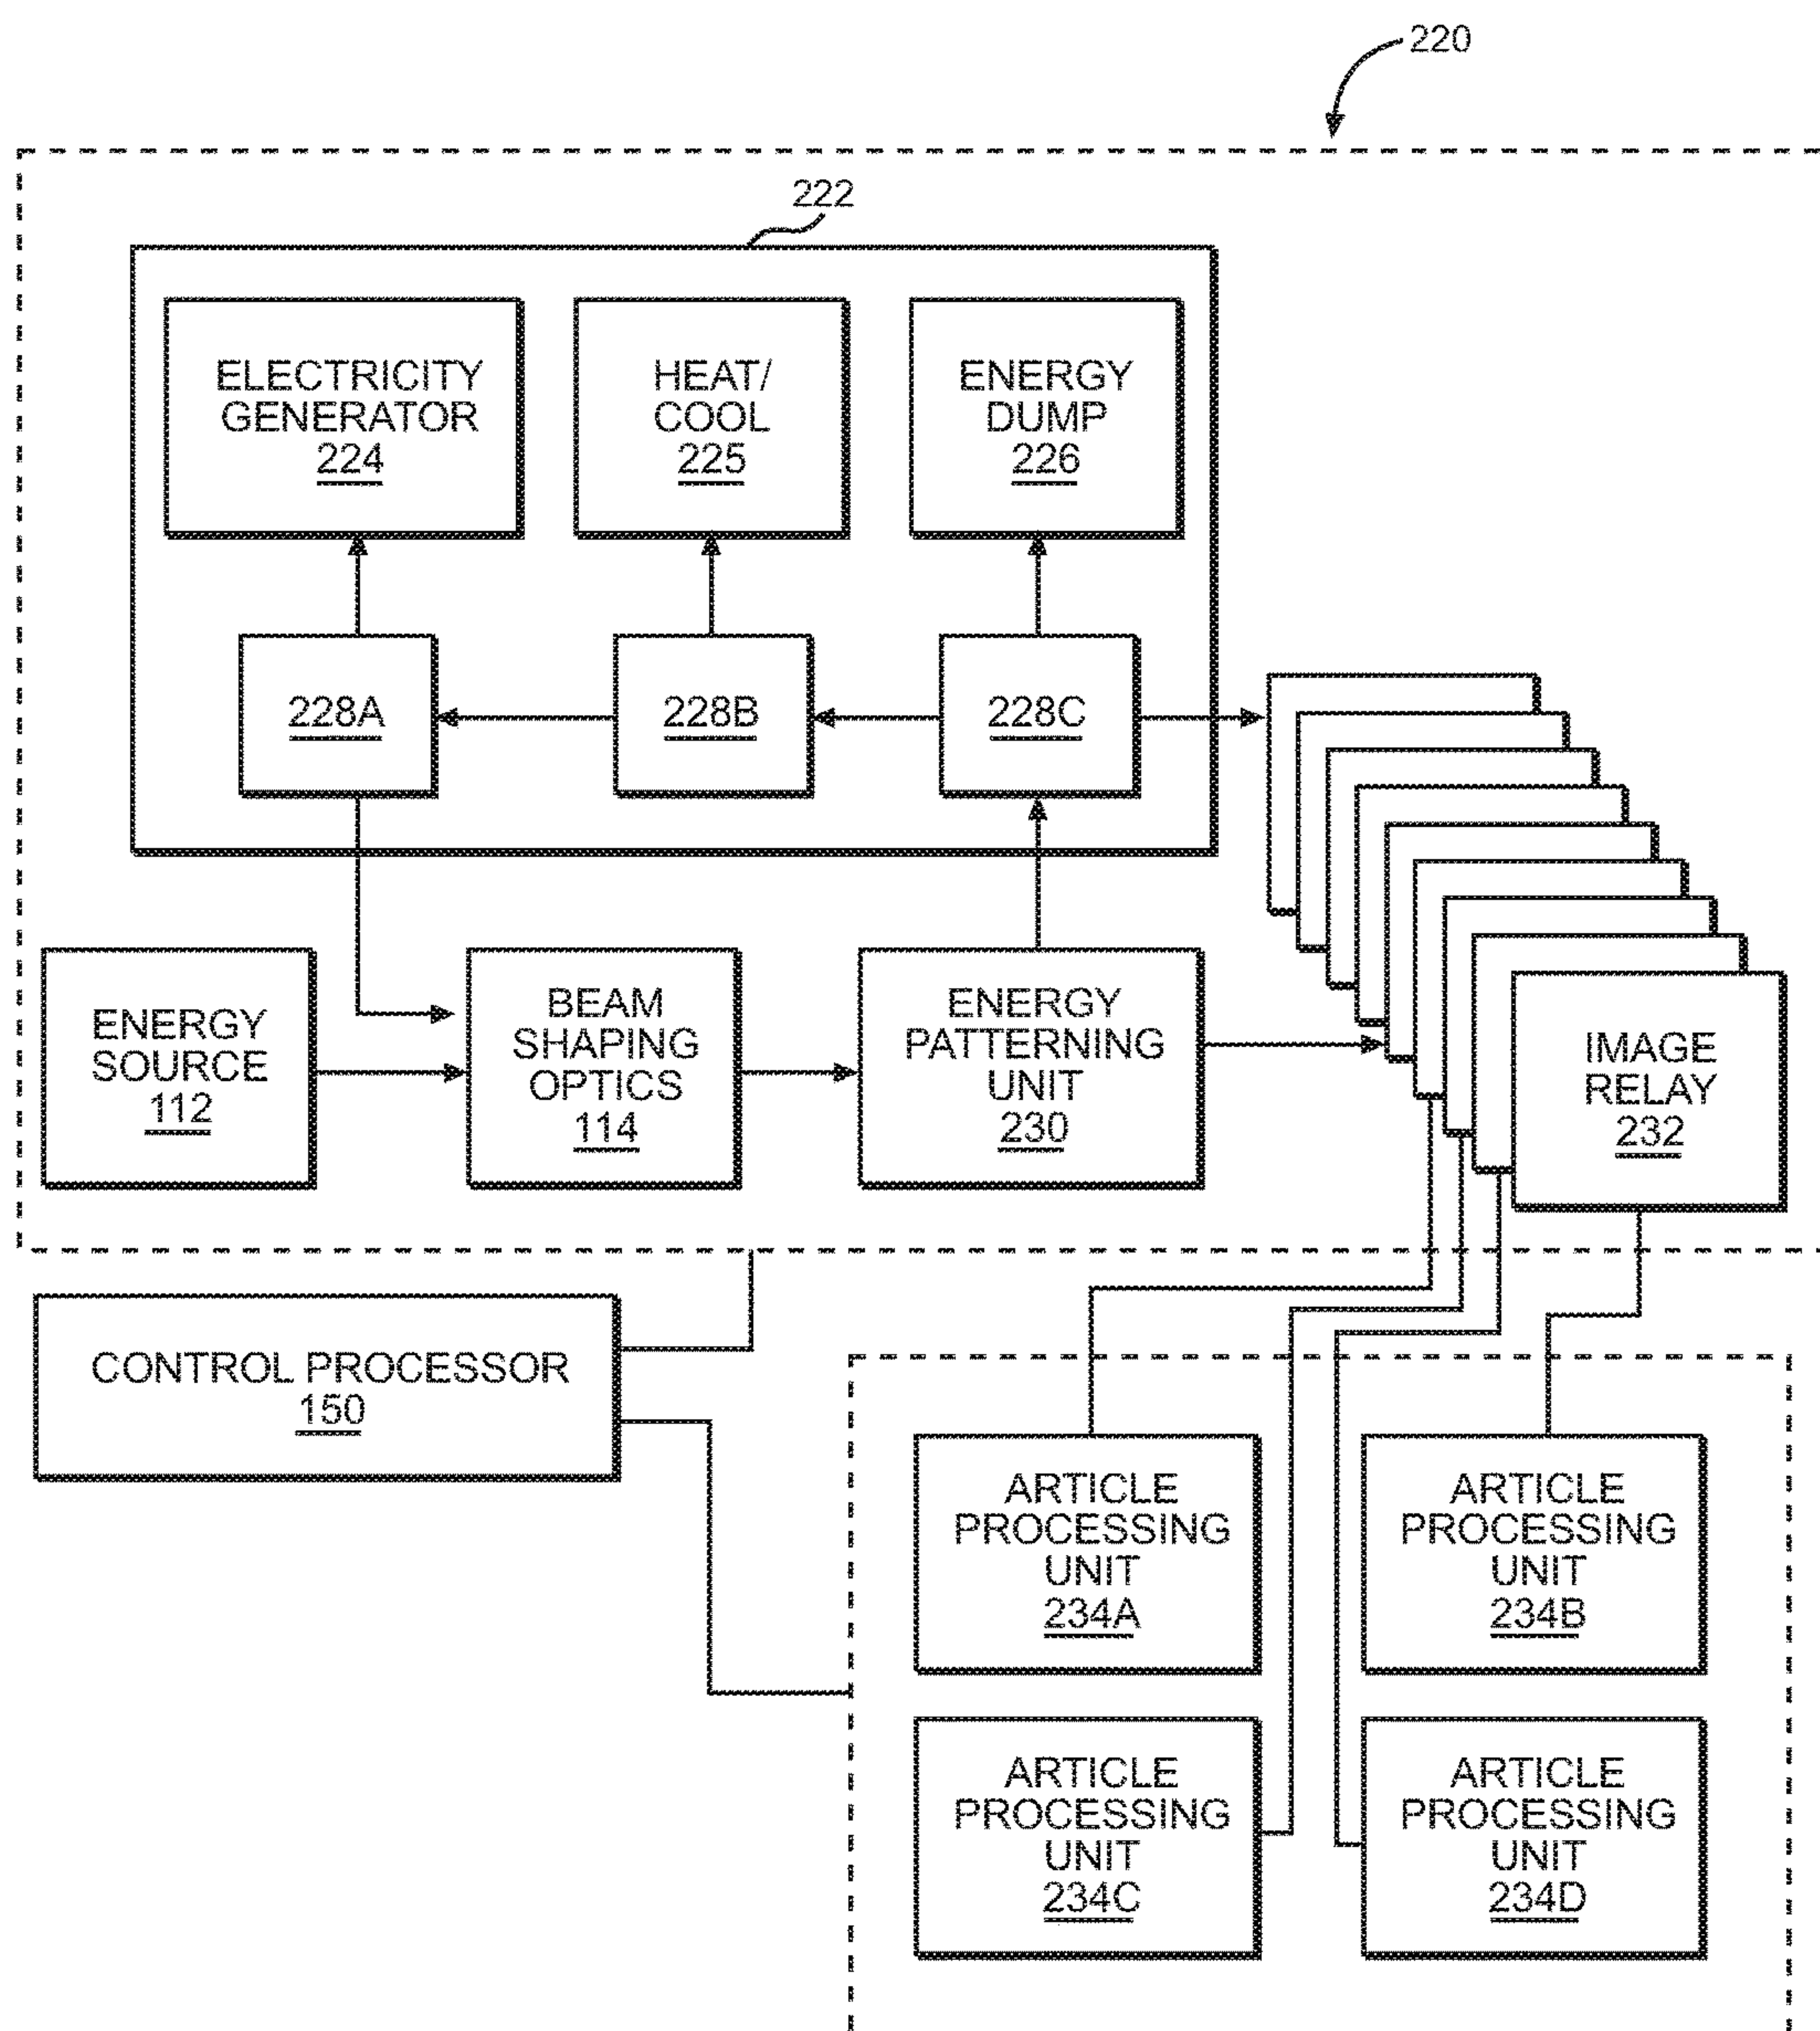 220
222
ELECTRICITY
GENERATOR
224
HEAT/
COOL
225
ENERGY
DUMP
226
228A
228B
228C
ENERGY
SOURCE
112
BEAM
SHAPING
OPTICS
114
ENERGY
PATTERNING
UNIT
230
IMAGE
RELAY
232
CONTROL PROCESSOR
150
ARTICLE
PROCESSING
UNIT
234A
ARTICLE
PROCESSING
UNIT
234B
ARTICLE
PROCESSING
UNIT
234C
ARTICLE
PROCESSING
UNIT
234D